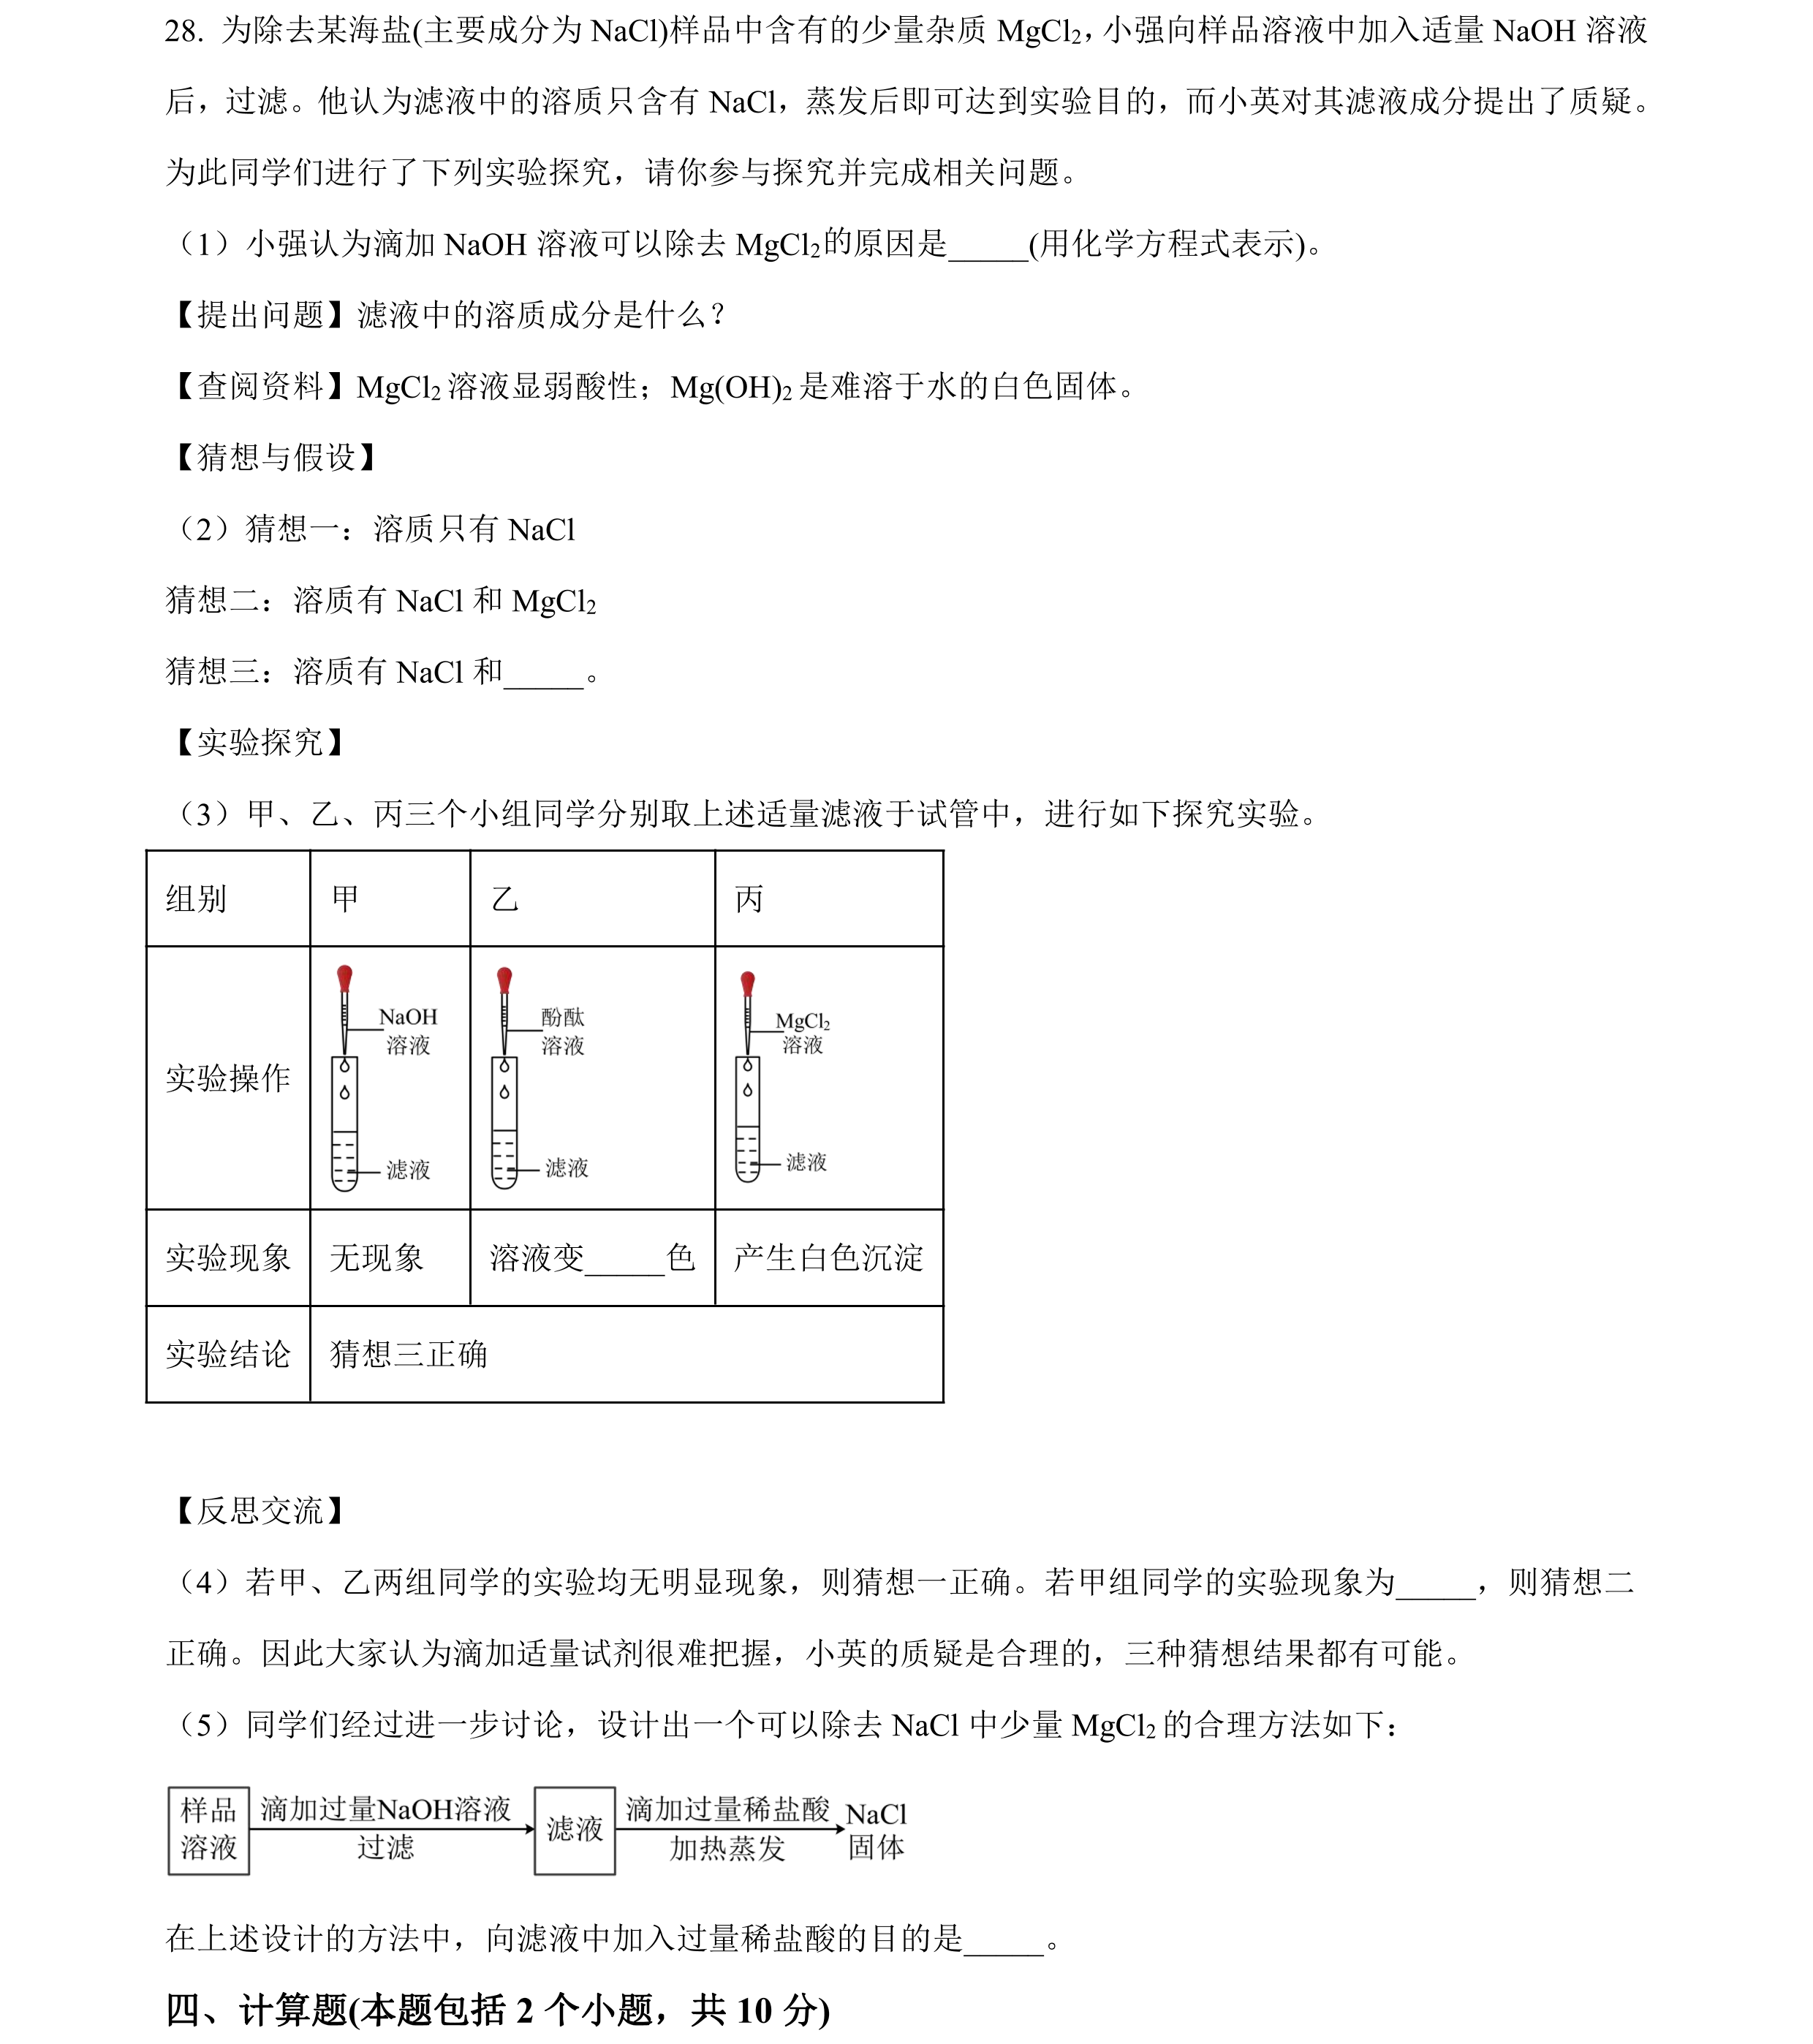 28. 为除去某海盐(主要成分为 NaCl)样品中含有的少量杂质 MgCl₂，小强向样品溶液中加入适量 NaOH 溶液
后，过滤。他认为滤液中的溶质只含有 NaCl，蒸发后即可达到实验目的，而小英对其滤液成分提出了质疑。
为此同学们进行了下列实验探究，请你参与探究并完成相关问题。
（1）小强认为滴加 NaOH 溶液可以除去 MgCl₂的原因是_____(用化学方程式表示)。
【提出问题】滤液中的溶质成分是什么？
【查阅资料】MgCl₂ 溶液显弱酸性；Mg(OH)₂ 是难溶于水的白色固体。
【猜想与假设】
（2）猜想一：溶质只有 NaCl
猜想二：溶质有 NaCl 和 MgCl₂
猜想三：溶质有 NaCl 和_____。
【实验探究】
（3）甲、乙、丙三个小组同学分别取上述适量滤液于试管中，进行如下探究实验。
组别 甲 乙 丙
实验操作
NaOH
溶液
滤液
酚酞
溶液
滤液
MgCl₂
溶液
滤液
实验现象 无现象 溶液变_____色 产生白色沉淀
实验结论 猜想三正确
【反思交流】
（4）若甲、乙两组同学的实验均无明显现象，则猜想一正确。若甲组同学的实验现象为_____，则猜想二
正确。因此大家认为滴加适量试剂很难把握，小英的质疑是合理的，三种猜想结果都有可能。
（5）同学们经过进一步讨论，设计出一个可以除去 NaCl 中少量 MgCl₂ 的合理方法如下：
样品
溶液
滴加过量NaOH溶液
过滤
滤液
滴加过量稀盐酸
加热蒸发
NaCl
固体
在上述设计的方法中，向滤液中加入过量稀盐酸的目的是_____。
四、计算题(本题包括 2 个小题，共 10 分)